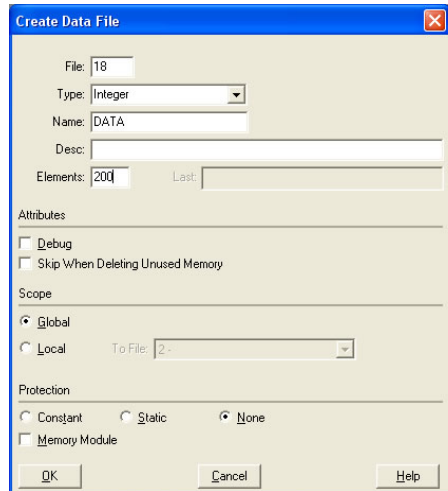 Create Data File
File: 18
Type: Integer
Name: DATA
Desc:
Elements: 200 Last:
Attributes
Debug
Skip When Deleting Unused Memory
Scope
Global
Local To File: 2 -
Protection
Constant Static None
Memory Module
OK Cancel Help